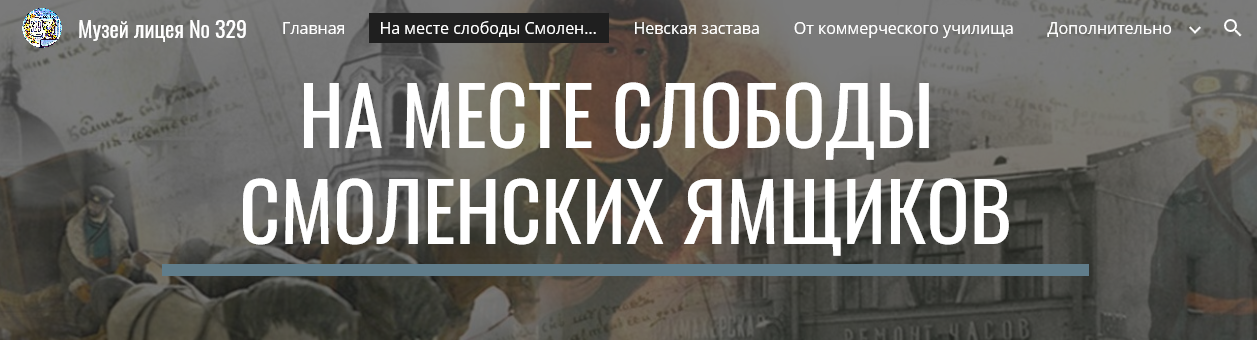 Музей лицея No 329
Главная
На месте слободы Смолен...
Невская застава
От коммерческого училища
Дополнительно
НА МЕСТЕ СЛОБОДЫ
СМОЛЕНСКИХ ЯМЩИКОВ
РЕМОНТ ЧАСОВ